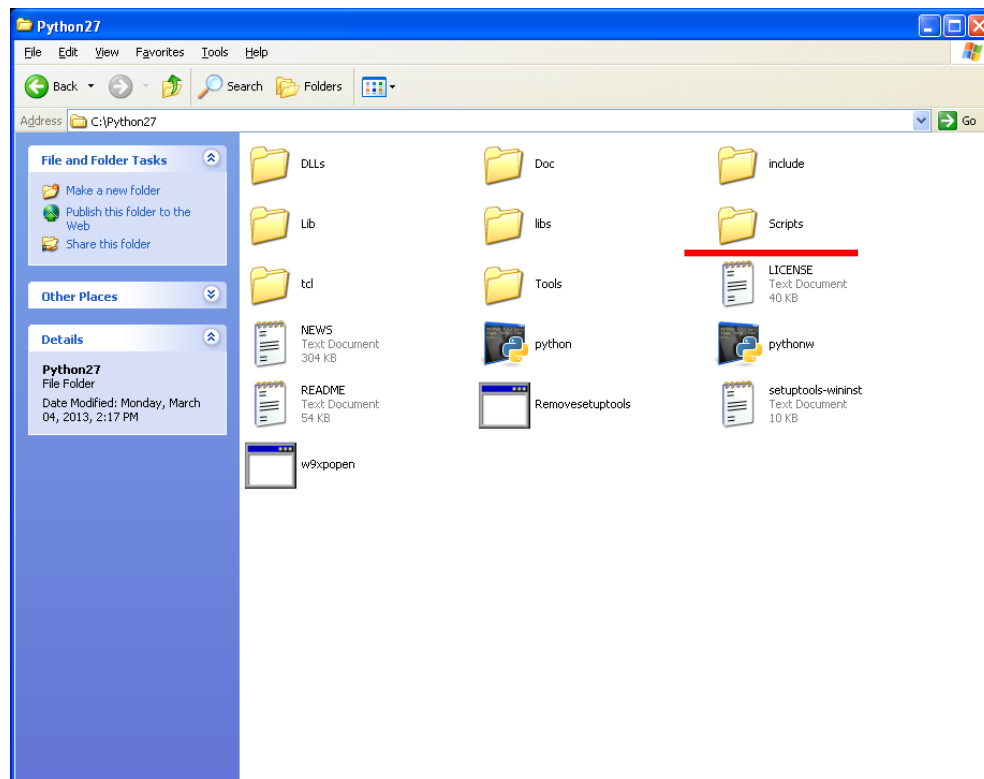 Python27
File Edit View Favorites Tools Help
Back Search Folders
Address C:\Python27 Go
File and Folder Tasks
Make a new folder
Publish this folder to the
Web
Share this folder
Other Places
Details
Python27
File Folder
Date Modified: Monday, March
04, 2013, 2:17 PM
DLLs Doc include
Lib libs Scripts
tcl Tools LICENSE
Text Document
40 KB
NEWS
Text Document
304 KB
python pythonw
README
Text Document
54 KB
Removesetuptools setuptools-wininst
Text Document
10 KB
w9xpopen